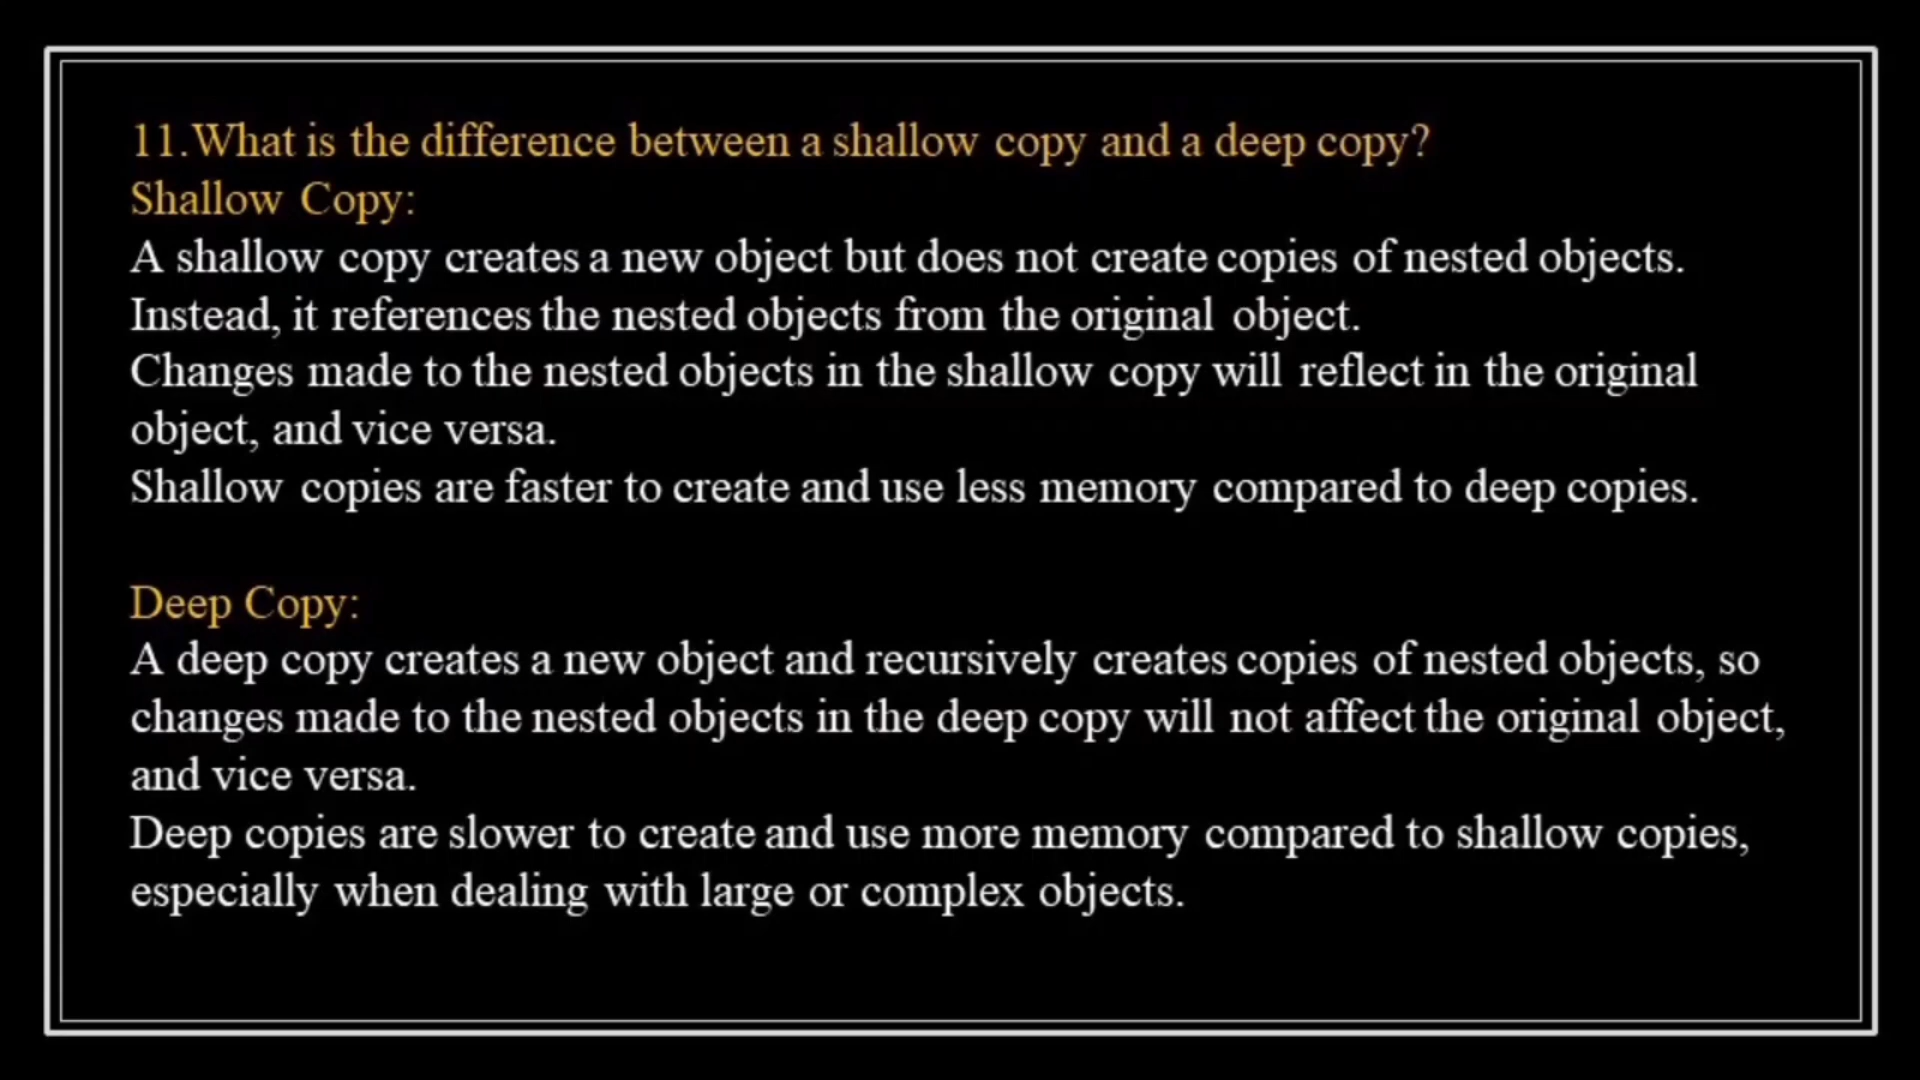 11.What is the difference between a shallow copy and a deep copy?
Shallow Copy:
A shallow copy creates a new object but does not create copies of nested objects.
Instead, it references the nested objects from the original object.
Changes made to the nested objects in the shallow copy will reflect in the original
object, and vice versa.
Shallow copies are faster to create and use less memory compared to deep copies.
Deep Copy:
A deep copy creates a new object and recursively creates copies of nested objects, so
changes made to the nested objects in the deep copy will not affect the original object,
and vice versa.
Deep copies are slower to create and use more memory compared to shallow copies,
especially when dealing with large or complex objects.